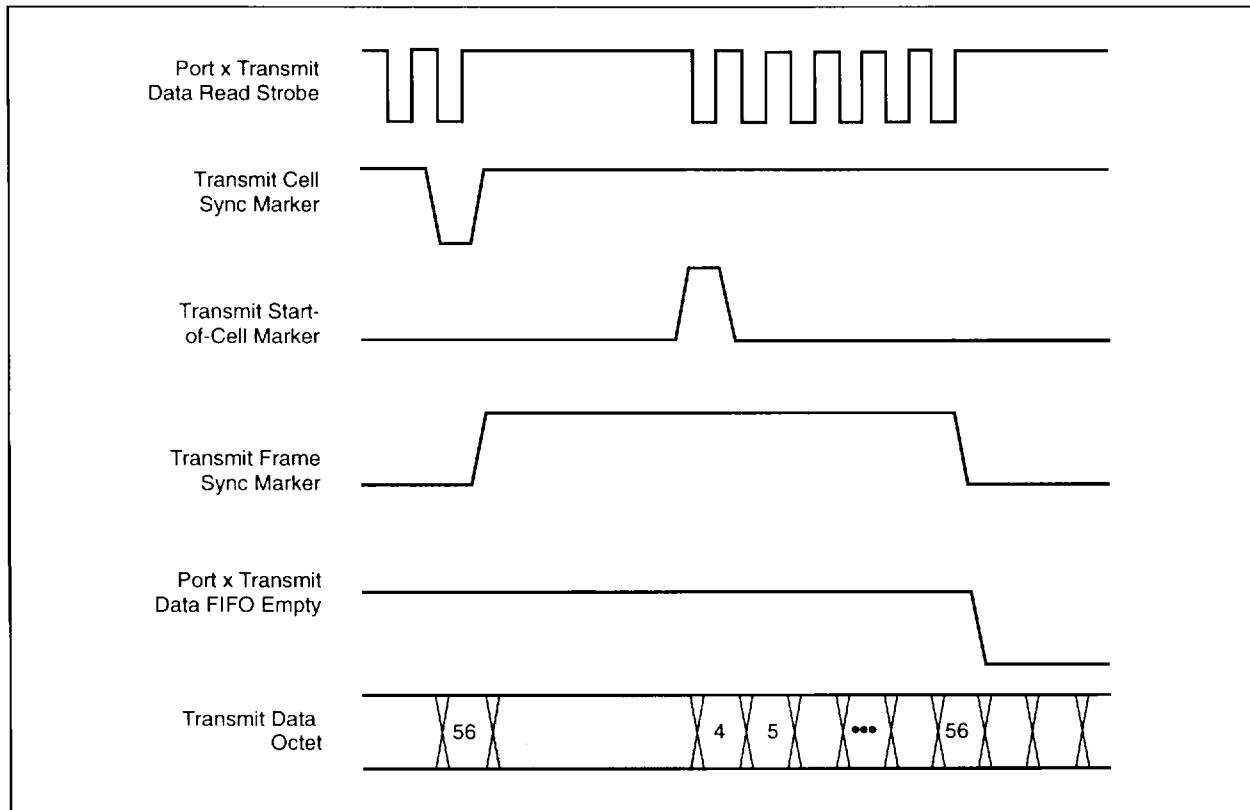 Port x Transmit
Data Read Strobe
Transmit Cell
Sync Marker
Transmit Start-
of-Cell Marker
Transmit Frame
Sync Marker
Port x Transmit
Data FIFO Empty
Transmit Data
Octet
56
4
5
•••
56